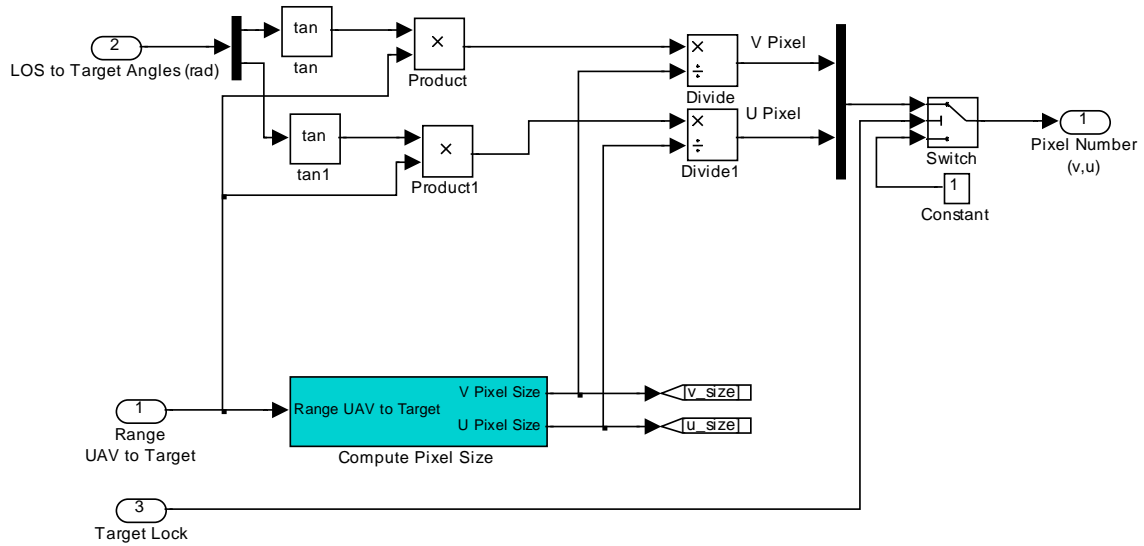 2
LOS to Target Angles (rad)
tan
tan
×
Product
tan
tan1
×
Product1
×
÷
Divide
V Pixel
×
÷
Divide1
U Pixel
Switch
1
Constant
1
Pixel Number
(v,u)
1
Range
UAV to Target
Range UAV to Target
V Pixel Size
U Pixel Size
Compute Pixel Size
v_size
u_size
3
Target Lock